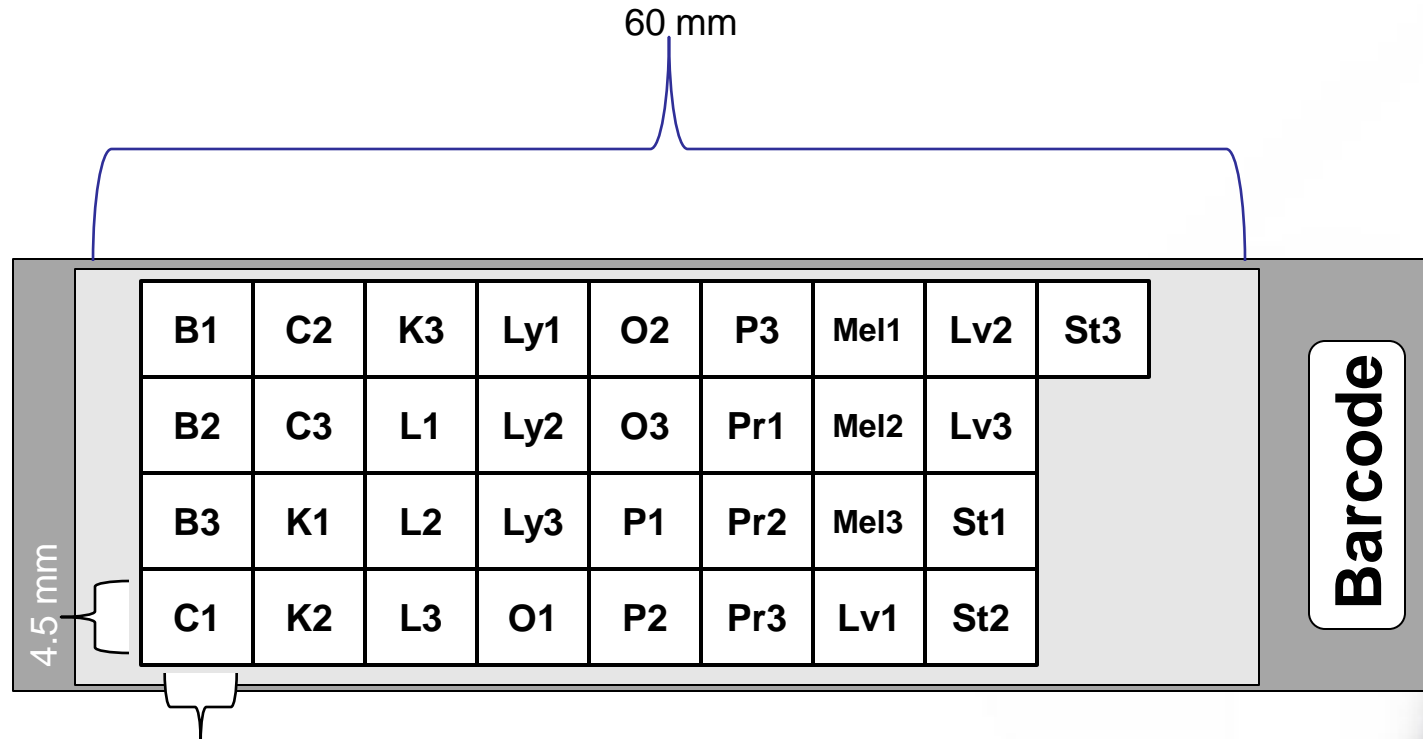 60 mm
B1 C2 K3 Ly1 O2 P3 Mel1 Lv2 St3
B2 C3 L1 Ly2 O3 Pr1 Mel2 Lv3
B3 K1 L2 Ly3 P1 Pr2 Mel3 St1
C1 K2 L3 O1 P2 Pr3 Lv1 St2
4.5 mm
Barcode